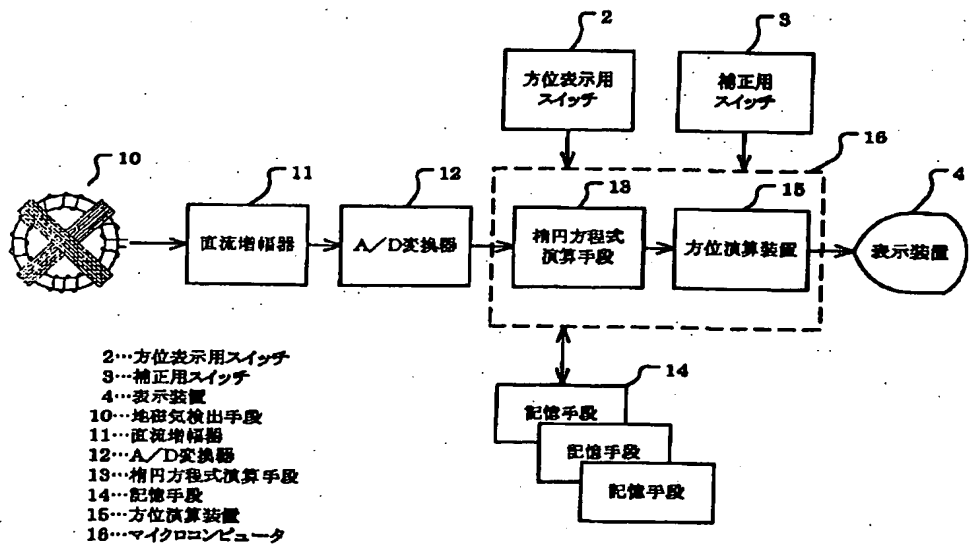 2
3
方位表示用
スイッチ
補正用
スイッチ
16
10
11
12
13
15
4
直流増幅器
A/D変換器
楕円方程式
演算手段
方位演算装置
表示装置
14
記憶手段
記憶手段
記憶手段
2…方位表示用スイッチ
3…補正用スイッチ
4…表示装置
10…地磁気検出手段
11…直流増幅器
12…A/D変換器
13…楕円方程式演算手段
14…記憶手段
15…方位演算装置
16…マイクロコンピュータ